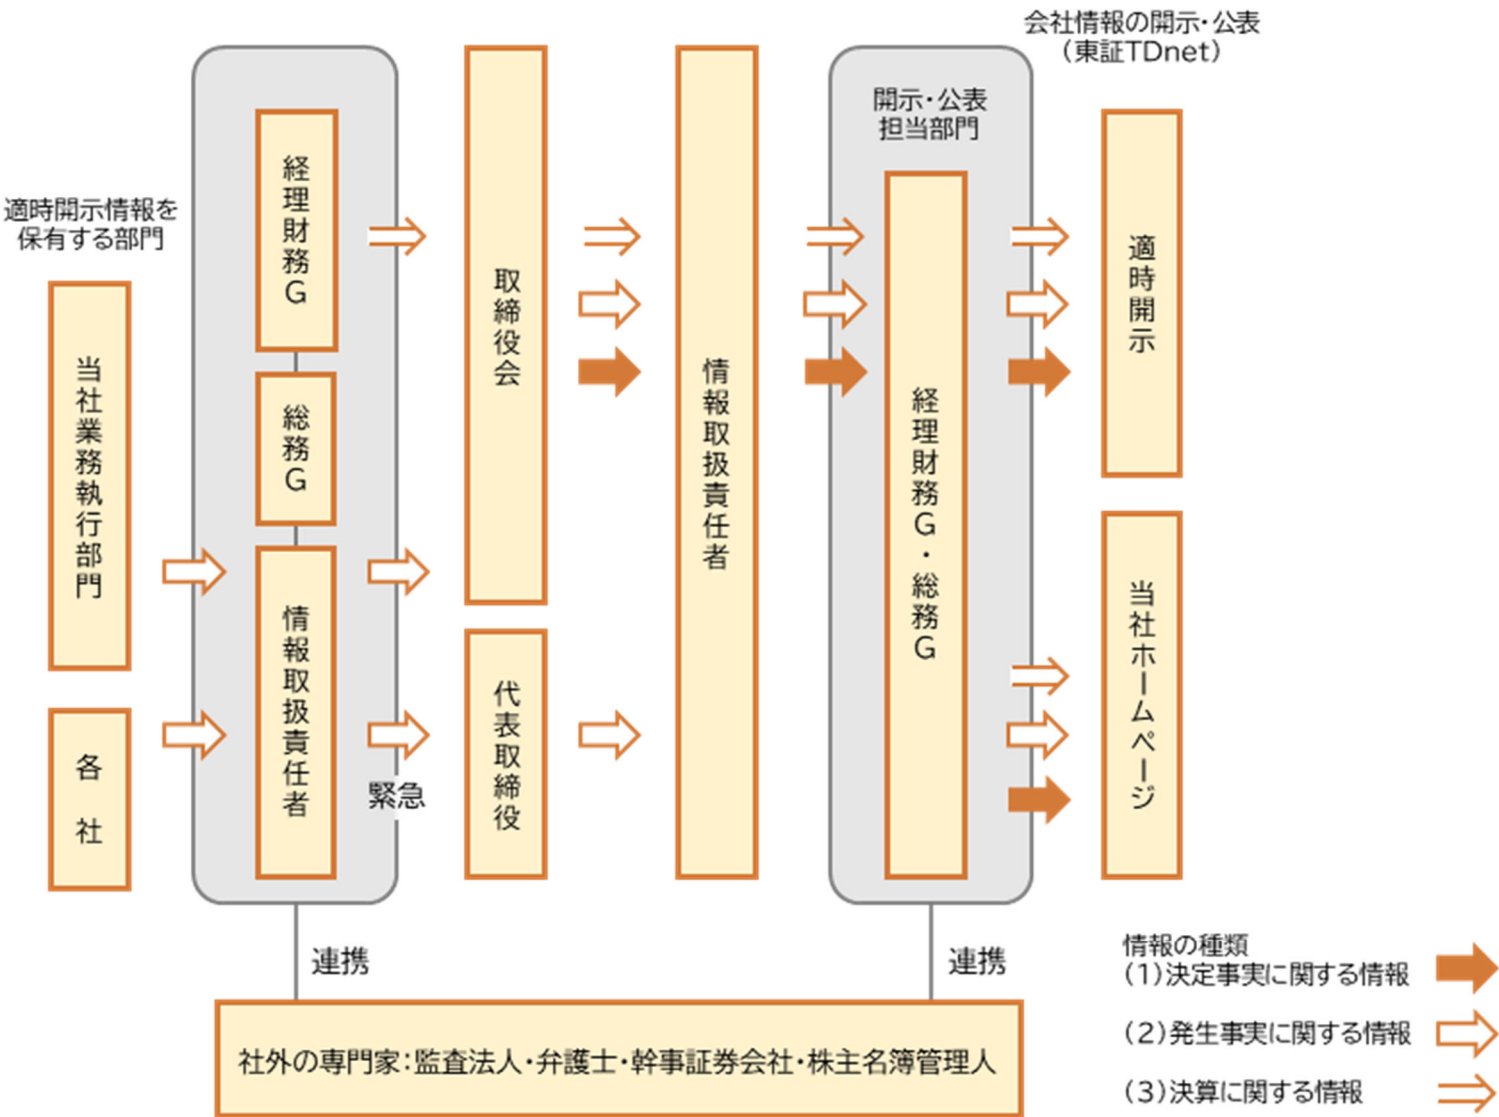 会社情報の開示・公表
（東証TDnet）
適時開示情報を
保有する部門
当社業務執行部門
各社
経理財務G
総務G
情報取扱責任者
緊急
取締役会
代表取締役
情報取扱責任者
開示・公表
担当部門
経理財務G・総務G
適時開示
当社ホームページ
連携
連携
社外の専門家：監査法人・弁護士・幹事証券会社・株主名簿管理人
情報の種類
（1）決定事実に関する情報
（2）発生事実に関する情報
（3）決算に関する情報